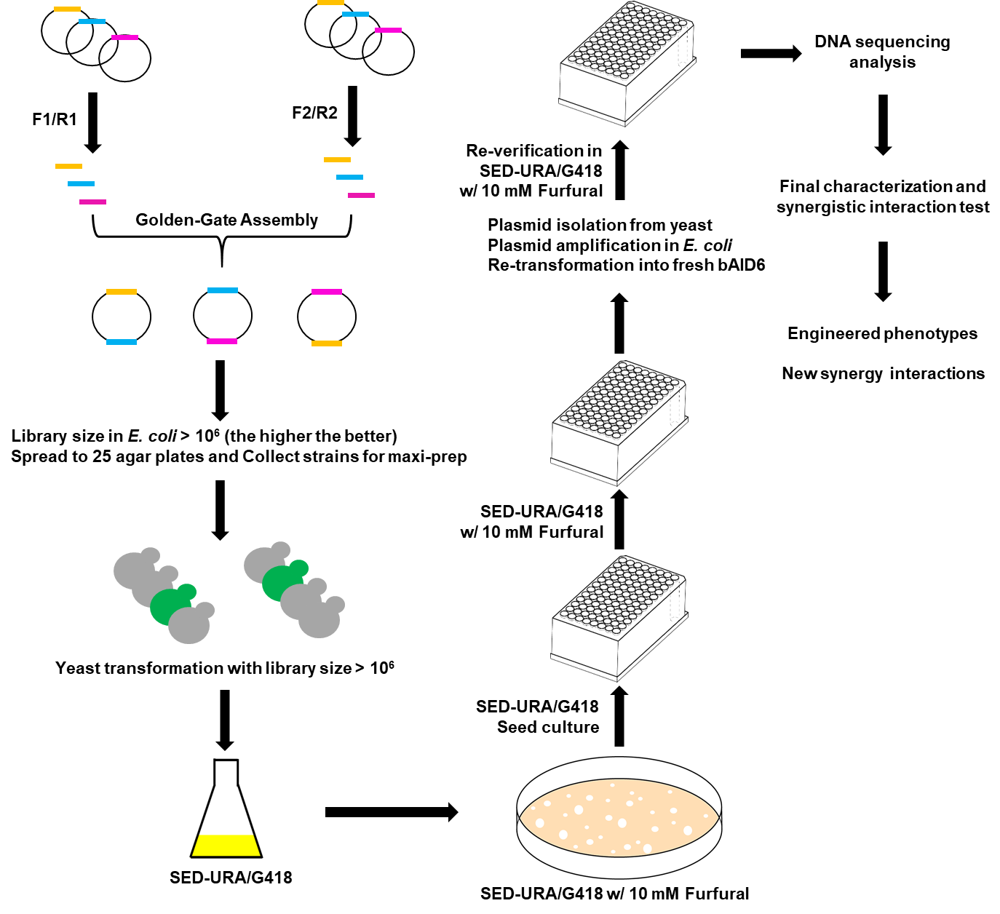 F1/R1
F2/R2
Golden-Gate Assembly
Library size in E. coli > 10⁶ (the higher the better)
Spread to 25 agar plates and Collect strains for maxi-prep
Yeast transformation with library size > 10⁶
SED-URA/G418
SED-URA/G418 w/ 10 mM Furfural
SED-URA/G418
Seed culture
SED-URA/G418
w/ 10 mM Furfural
Plasmid isolation from yeast
Plasmid amplification in E. coli
Re-transformation into fresh bAID6
Re-verification in
SED-URA/G418
w/ 10 mM Furfural
DNA sequencing
analysis
Final characterization and
synergistic interaction test
Engineered phenotypes
New synergy interactions